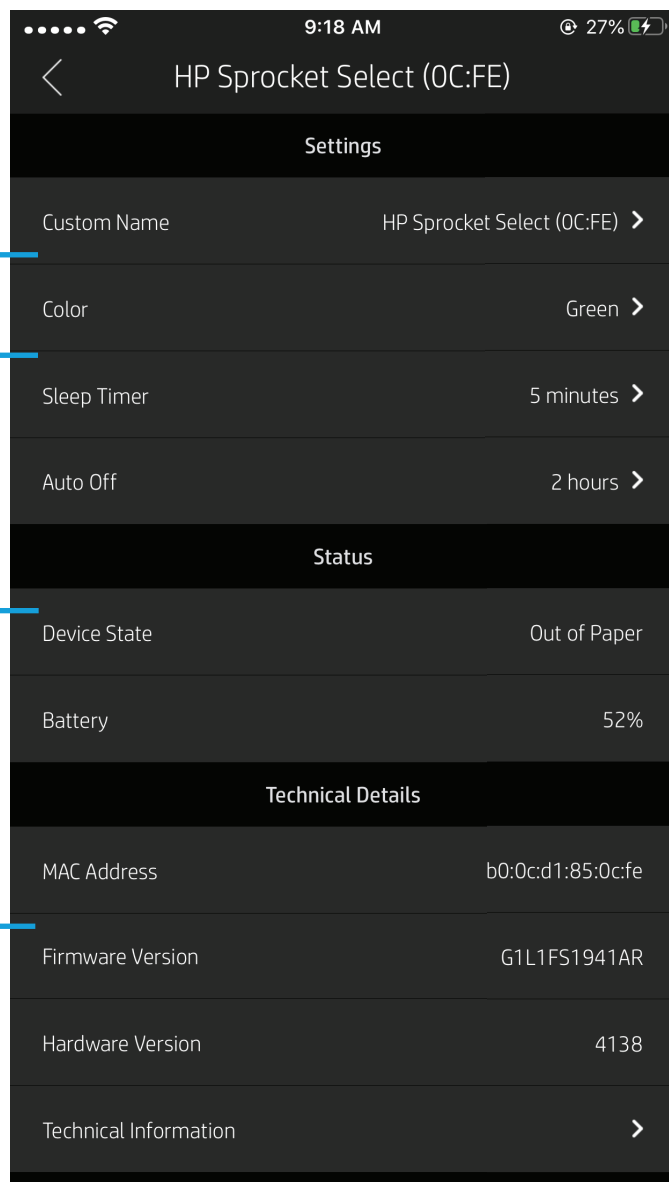 9:18 AM 27%
HP Sprocket Select (0C:FE)
Settings
Custom Name HP Sprocket Select (0C:FE)
Color Green
Sleep Timer 5 minutes
Auto Off 2 hours
Status
Device State Out of Paper
Battery 52%
Technical Details
MAC Address b0:0c:d1:85:0c:fe
Firmware Version G1L1FS1941AR
Hardware Version 4138
Technical Information